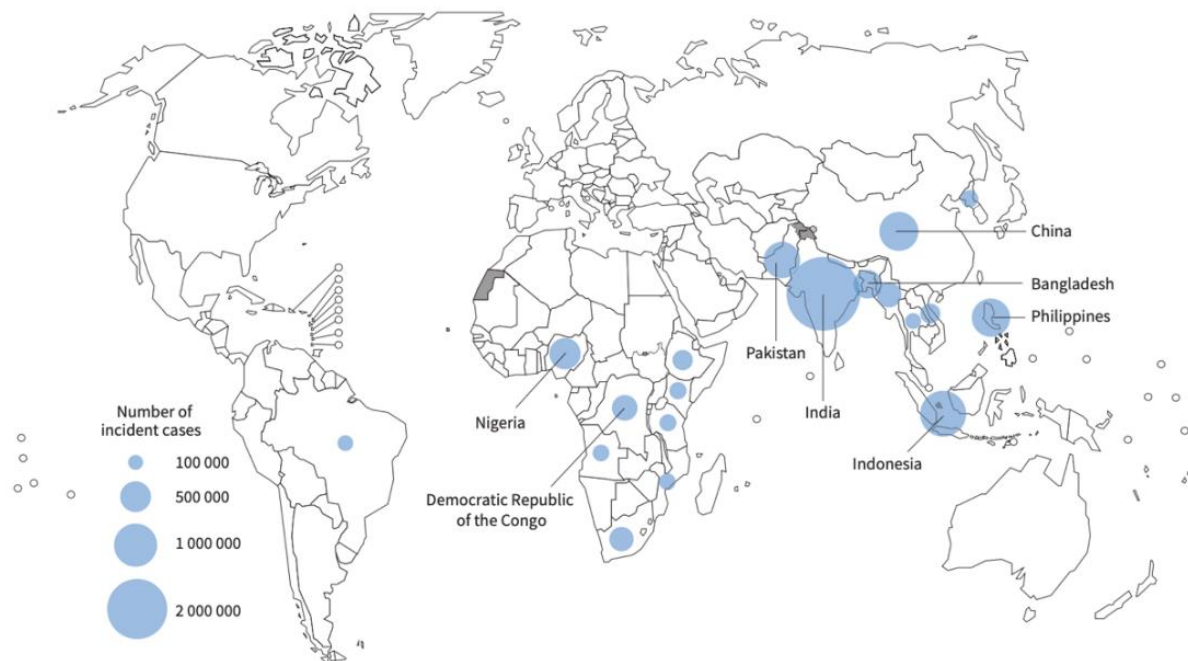 China
Bangladesh
Philippines
Pakistan
India
Nigeria
Indonesia
Democratic Republic
of the Congo
Number of
incident cases
100 000
500 000
1 000 000
2 000 000